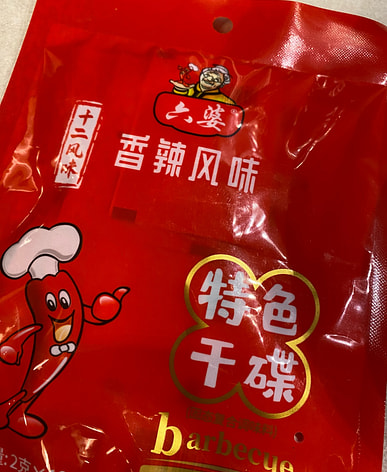 六婆
十二风味
香辣风味
特色
干碟
barbecue